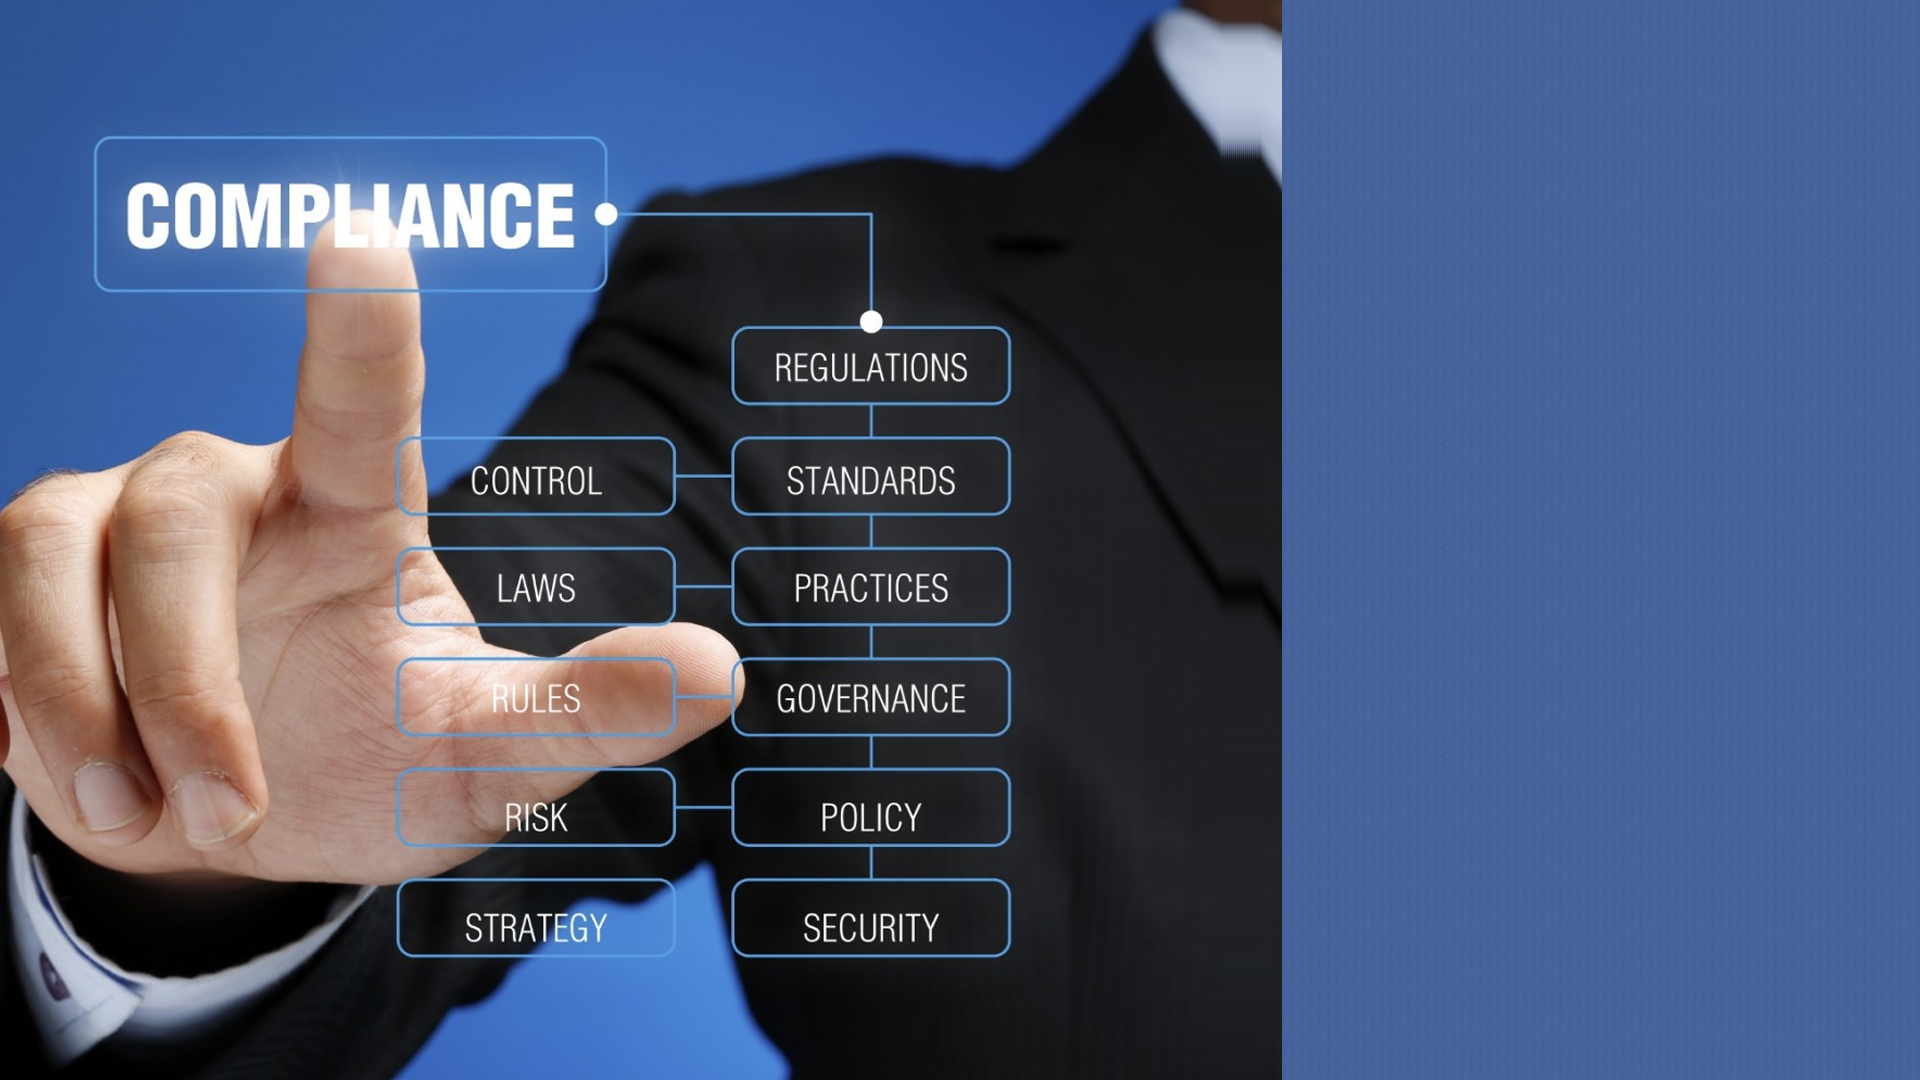 COMPLIANCE
REGULATIONS
CONTROL
STANDARDS
LAWS
PRACTICES
RULES
GOVERNANCE
RISK
POLICY
STRATEGY
SECURITY